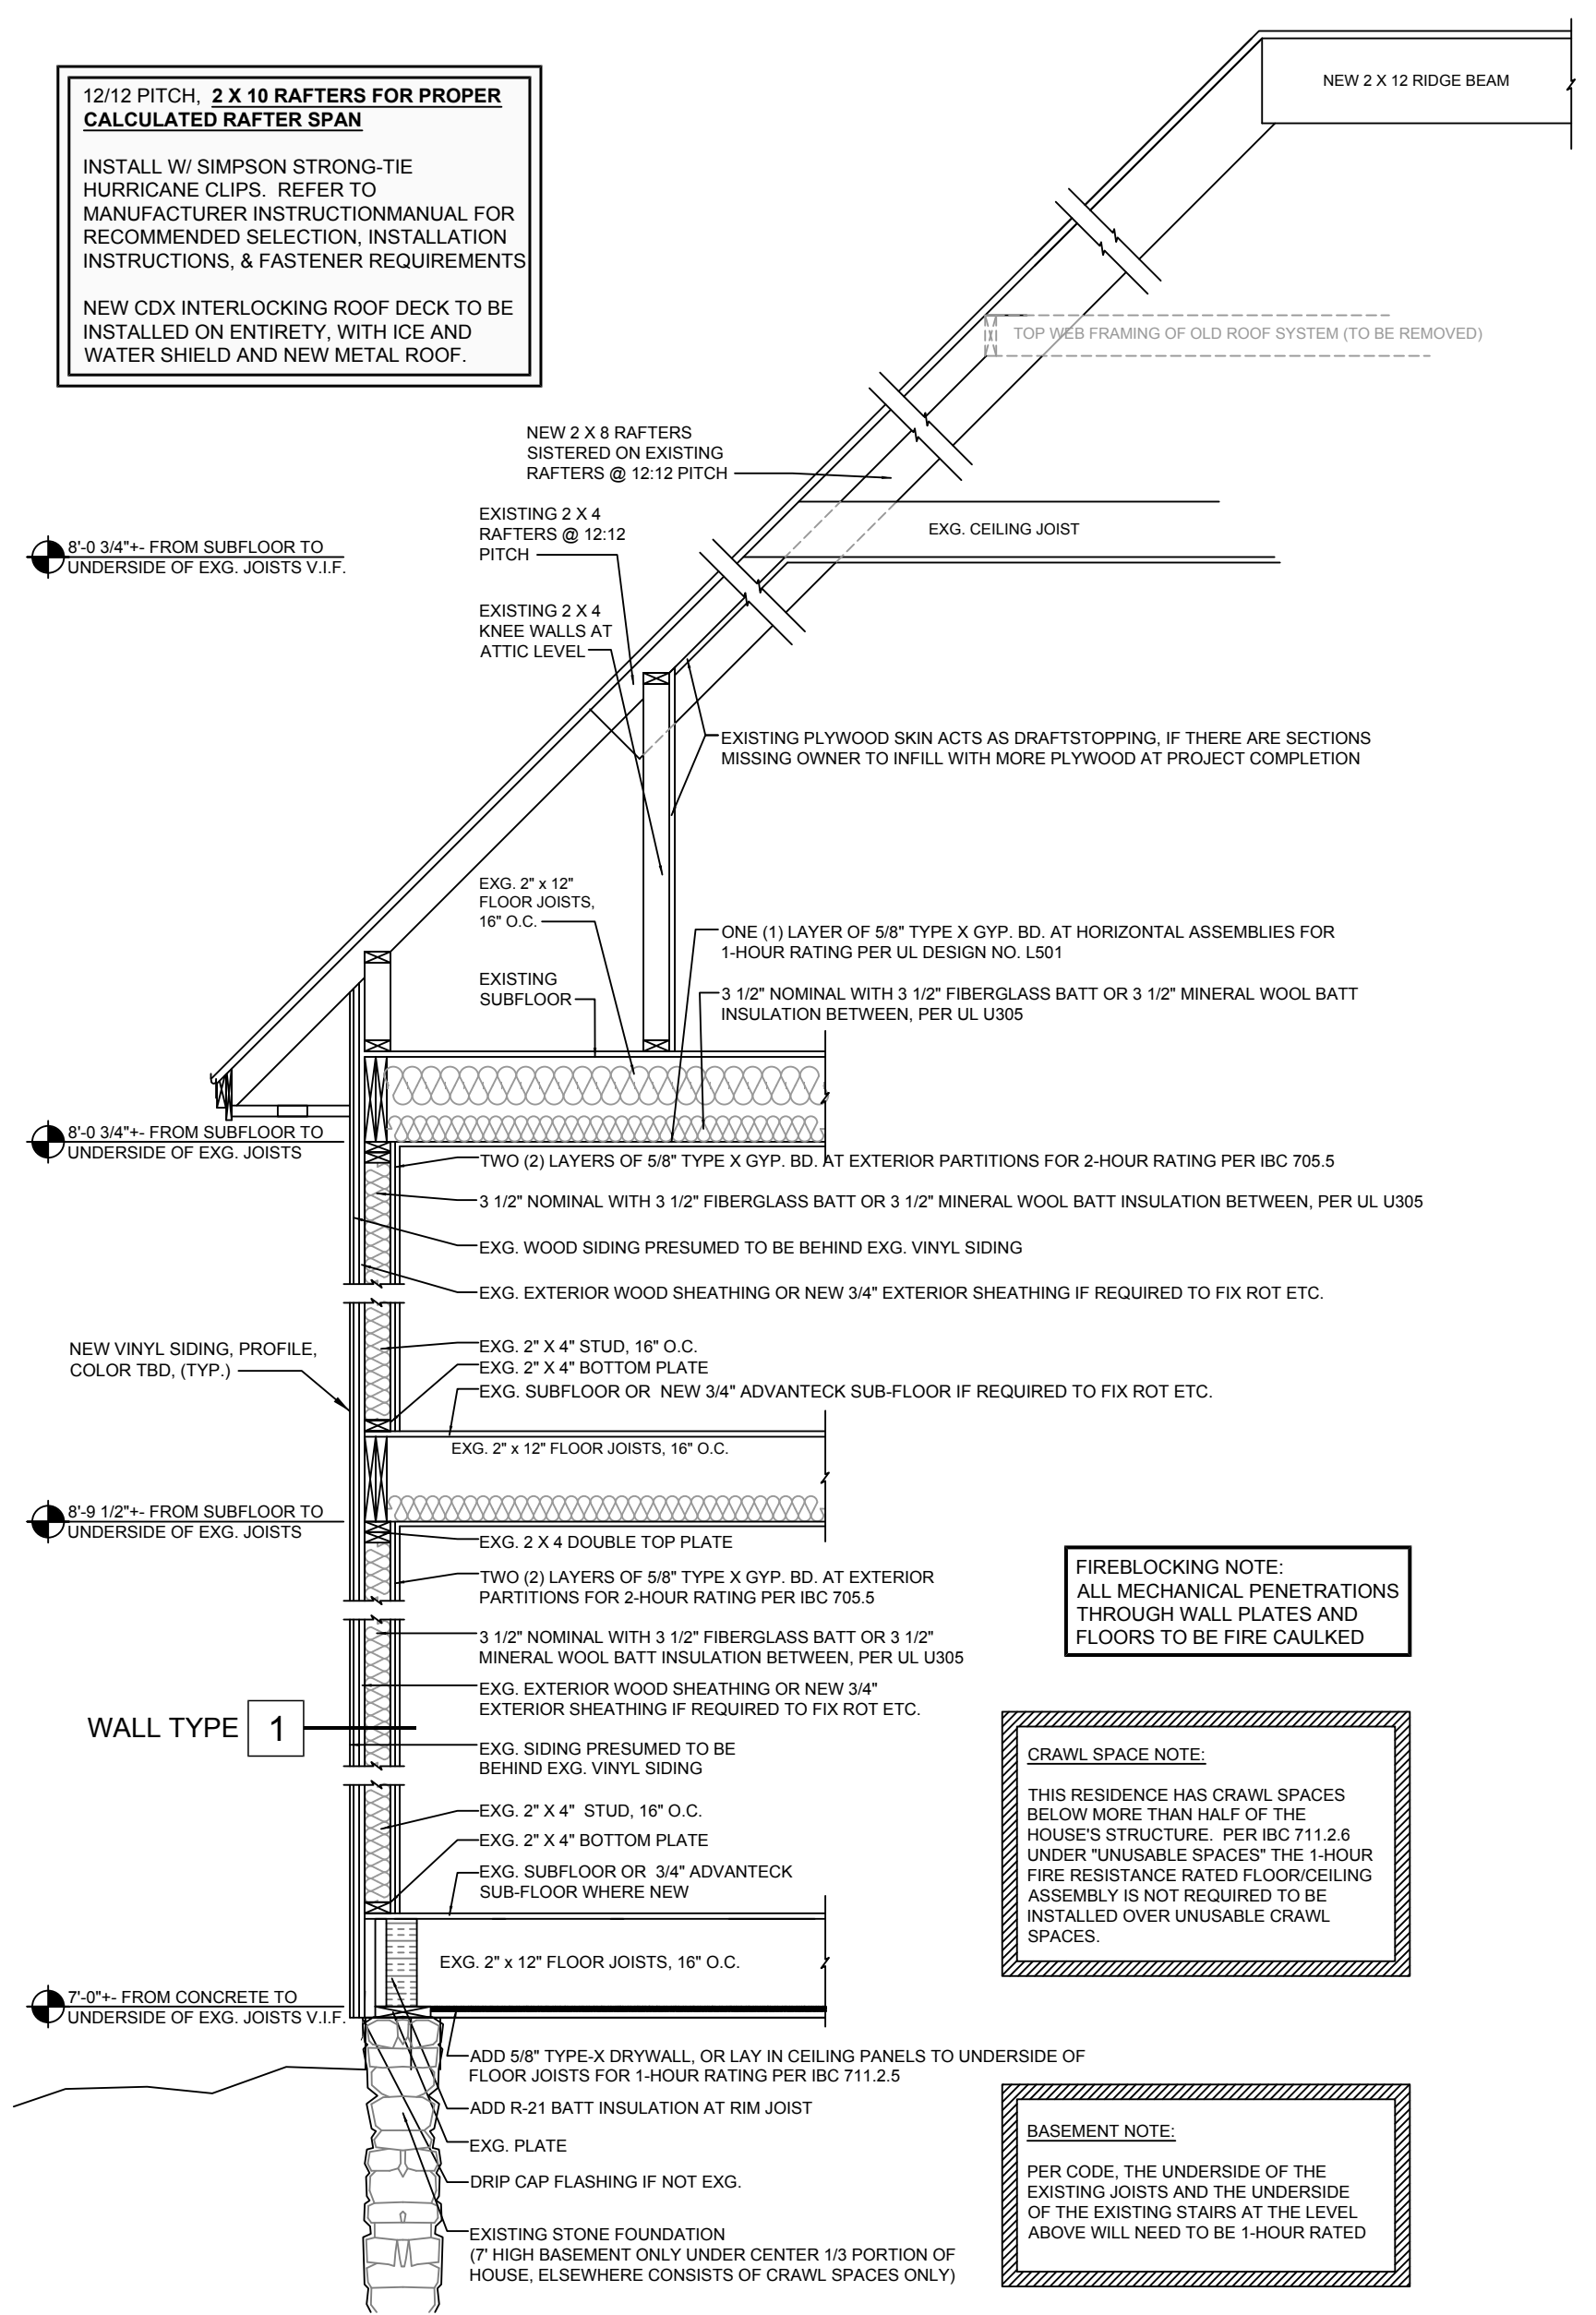 NEW 2 X 12 RIDGE BEAM
12/12 PITCH, 2 X 10 RAFTERS FOR PROPER
CALCULATED RAFTER SPAN
INSTALL W/ SIMPSON STRONG-TIE
HURRICANE CLIPS. REFER TO
MANUFACTURER INSTRUCTIONMANUAL FOR
RECOMMENDED SELECTION, INSTALLATION
INSTRUCTIONS, & FASTENER REQUIREMENTS
NEW CDX INTERLOCKING ROOF DECK TO BE
INSTALLED ON ENTIRETY, WITH ICE AND
WATER SHIELD AND NEW METAL ROOF.
TOP WEB FRAMING OF OLD ROOF SYSTEM (TO BE REMOVED)
NEW 2 X 8 RAFTERS
SISTERED ON EXISTING
RAFTERS @ 12:12 PITCH
EXISTING 2 X 4
RAFTERS @ 12:12
PITCH
EXG. CEILING JOIST
8'-0 3/4"+- FROM SUBFLOOR TO
UNDERSIDE OF EXG. JOISTS V.I.F.
EXISTING 2 X 4
KNEE WALLS AT
ATTIC LEVEL
EXISTING PLYWOOD SKIN ACTS AS DRAFTSTOPPING, IF THERE ARE SECTIONS
MISSING OWNER TO INFILL WITH MORE PLYWOOD AT PROJECT COMPLETION
EXG. 2" x 12"
FLOOR JOISTS,
16" O.C.
ONE (1) LAYER OF 5/8" TYPE X GYP. BD. AT HORIZONTAL ASSEMBLIES FOR
1-HOUR RATING PER UL DESIGN NO. L501
EXISTING
SUBFLOOR
3 1/2" NOMINAL WITH 3 1/2" FIBERGLASS BATT OR 3 1/2" MINERAL WOOL BATT
INSULATION BETWEEN, PER UL U305
8'-0 3/4"+- FROM SUBFLOOR TO
UNDERSIDE OF EXG. JOISTS
TWO (2) LAYERS OF 5/8" TYPE X GYP. BD. AT EXTERIOR PARTITIONS FOR 2-HOUR RATING PER IBC 705.5
3 1/2" NOMINAL WITH 3 1/2" FIBERGLASS BATT OR 3 1/2" MINERAL WOOL BATT INSULATION BETWEEN, PER UL U305
EXG. WOOD SIDING PRESUMED TO BE BEHIND EXG. VINYL SIDING
EXG. EXTERIOR WOOD SHEATHING OR NEW 3/4" EXTERIOR SHEATHING IF REQUIRED TO FIX ROT ETC.
NEW VINYL SIDING, PROFILE,
COLOR TBD, (TYP.)
EXG. 2" X 4" STUD, 16" O.C.
EXG. 2" X 4" BOTTOM PLATE
EXG. SUBFLOOR OR NEW 3/4" ADVANTECK SUB-FLOOR IF REQUIRED TO FIX ROT ETC.
EXG. 2" x 12" FLOOR JOISTS, 16" O.C.
8'-9 1/2"+- FROM SUBFLOOR TO
UNDERSIDE OF EXG. JOISTS
EXG. 2 X 4 DOUBLE TOP PLATE
TWO (2) LAYERS OF 5/8" TYPE X GYP. BD. AT EXTERIOR
PARTITIONS FOR 2-HOUR RATING PER IBC 705.5
FIREBLOCKING NOTE:
ALL MECHANICAL PENETRATIONS
THROUGH WALL PLATES AND
FLOORS TO BE FIRE CAULKED
3 1/2" NOMINAL WITH 3 1/2" FIBERGLASS BATT OR 3 1/2"
MINERAL WOOL BATT INSULATION BETWEEN, PER UL U305
EXG. EXTERIOR WOOD SHEATHING OR NEW 3/4"
EXTERIOR SHEATHING IF REQUIRED TO FIX ROT ETC.
WALL TYPE 1
EXG. SIDING PRESUMED TO BE
BEHIND EXG. VINYL SIDING
EXG. 2" X 4" STUD, 16" O.C.
EXG. 2" X 4" BOTTOM PLATE
EXG. SUBFLOOR OR 3/4" ADVANTECK
SUB-FLOOR WHERE NEW
CRAWL SPACE NOTE:
THIS RESIDENCE HAS CRAWL SPACES
BELOW MORE THAN HALF OF THE
HOUSE'S STRUCTURE. PER IBC 711.2.6
UNDER "UNUSABLE SPACES" THE 1-HOUR
FIRE RESISTANCE RATED FLOOR/CEILING
ASSEMBLY IS NOT REQUIRED TO BE
INSTALLED OVER UNUSABLE CRAWL
SPACES.
EXG. 2" x 12" FLOOR JOISTS, 16" O.C.
7'-0"+- FROM CONCRETE TO
UNDERSIDE OF EXG. JOISTS V.I.F.
ADD 5/8" TYPE-X DRYWALL, OR LAY IN CEILING PANELS TO UNDERSIDE OF
FLOOR JOISTS FOR 1-HOUR RATING PER IBC 711.2.5
ADD R-21 BATT INSULATION AT RIM JOIST
EXG. PLATE
DRIP CAP FLASHING IF NOT EXG.
EXISTING STONE FOUNDATION
(7' HIGH BASEMENT ONLY UNDER CENTER 1/3 PORTION OF
HOUSE, ELSEWHERE CONSISTS OF CRAWL SPACES ONLY)
BASEMENT NOTE:
PER CODE, THE UNDERSIDE OF THE
EXISTING JOISTS AND THE UNDERSIDE
OF THE EXISTING STAIRS AT THE LEVEL
ABOVE WILL NEED TO BE 1-HOUR RATED